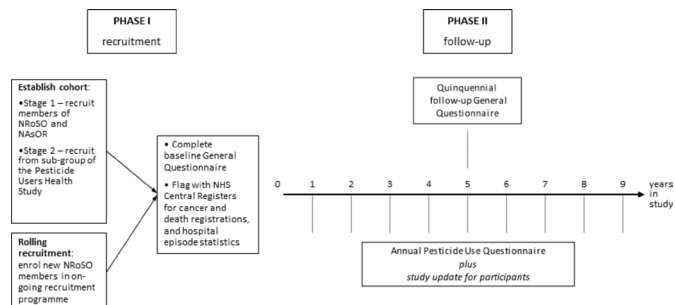 PHASE I
recruitment
PHASE II
follow-up
Establish cohort:
•Stage 1 – recruit
members of
NRoSO and
NAsOR
•Stage 2 – recruit
from sub-group of
the Pesticide
Users Health
Study
Rolling
recruitment:
enrol new NRoSO
members in on-
going recruitment
programme
• Complete
baseline General
Questionnaire
• Flag with NHS
Central Registers
for cancer and
death registrations,
and hospital
episode statistics
Quinquennial
follow-up General
Questionnaire
0 1 2 3 4 5 6 7 8 9
years
in
study
Annual Pesticide Use Questionnaire
plus
study update for participants